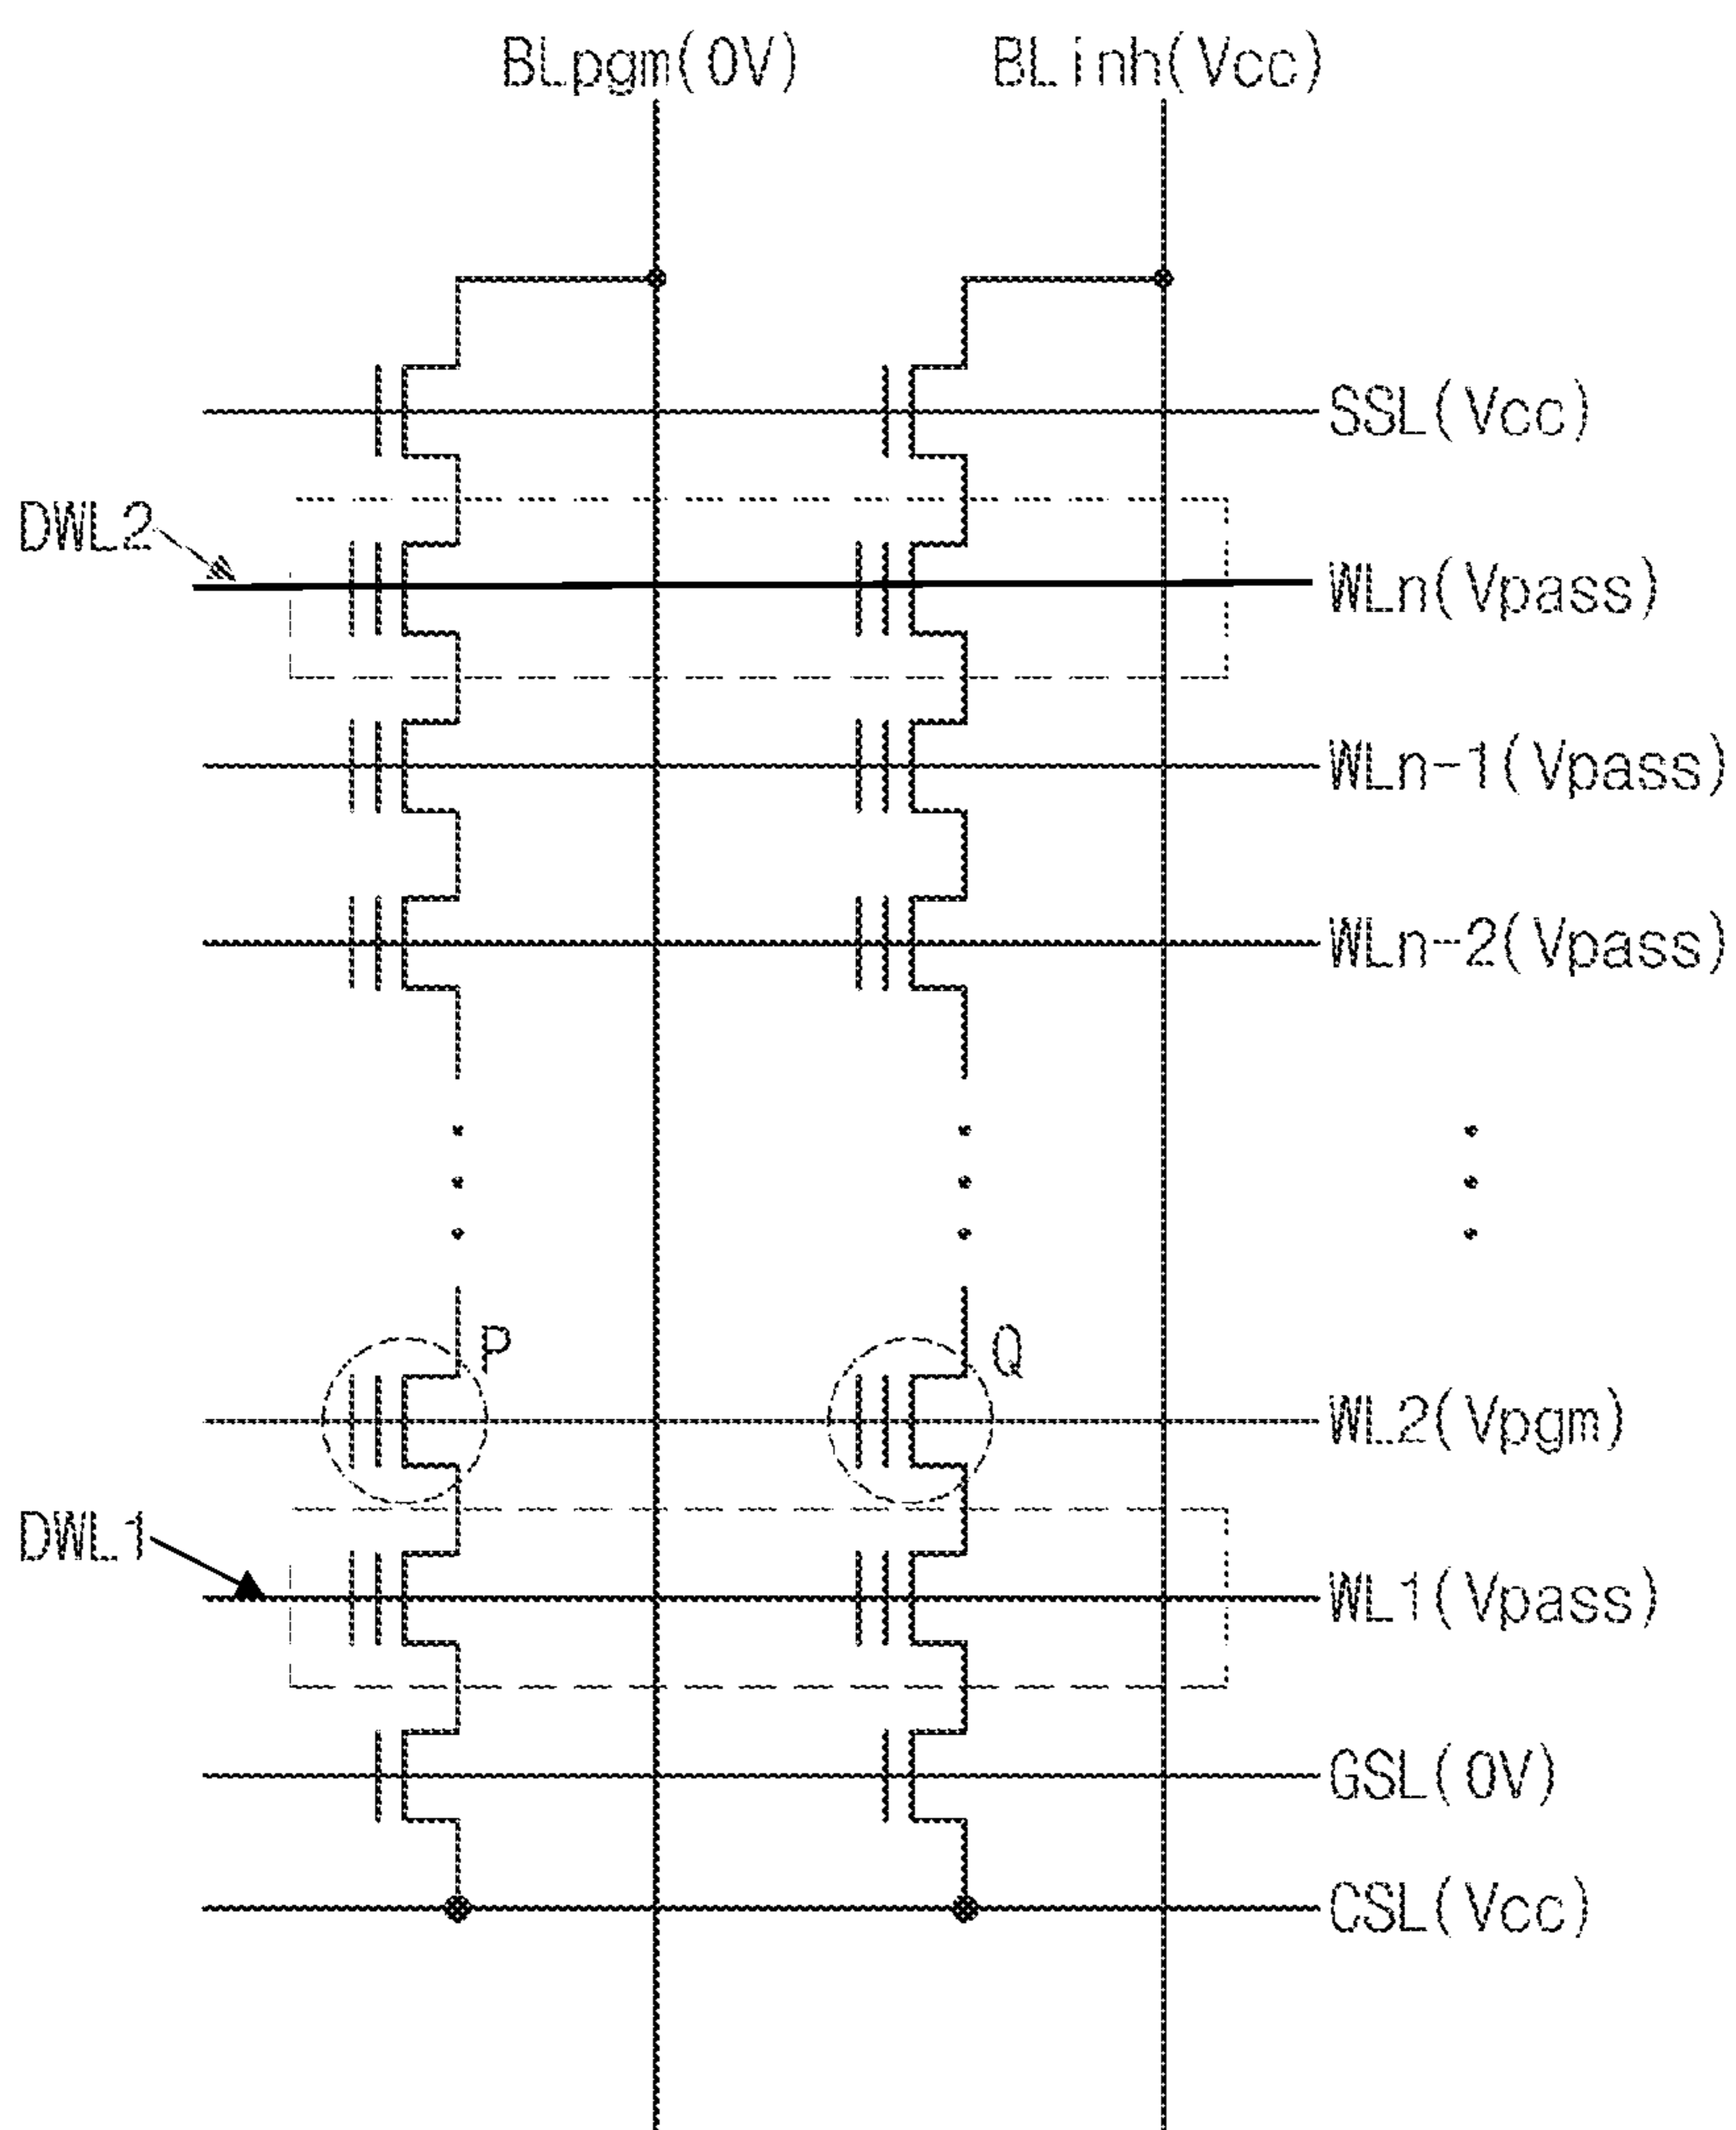 BLpgm(0V) BLinh(Vcc)
SSL(Vcc)
DWL2
WLn(Vpass)
WLn-1(Vpass)
WLn-2(Vpass)
P Q
WL2(Vpgm)
DWL1
WL1(Vpass)
GSL(0V)
CSL(Vcc)